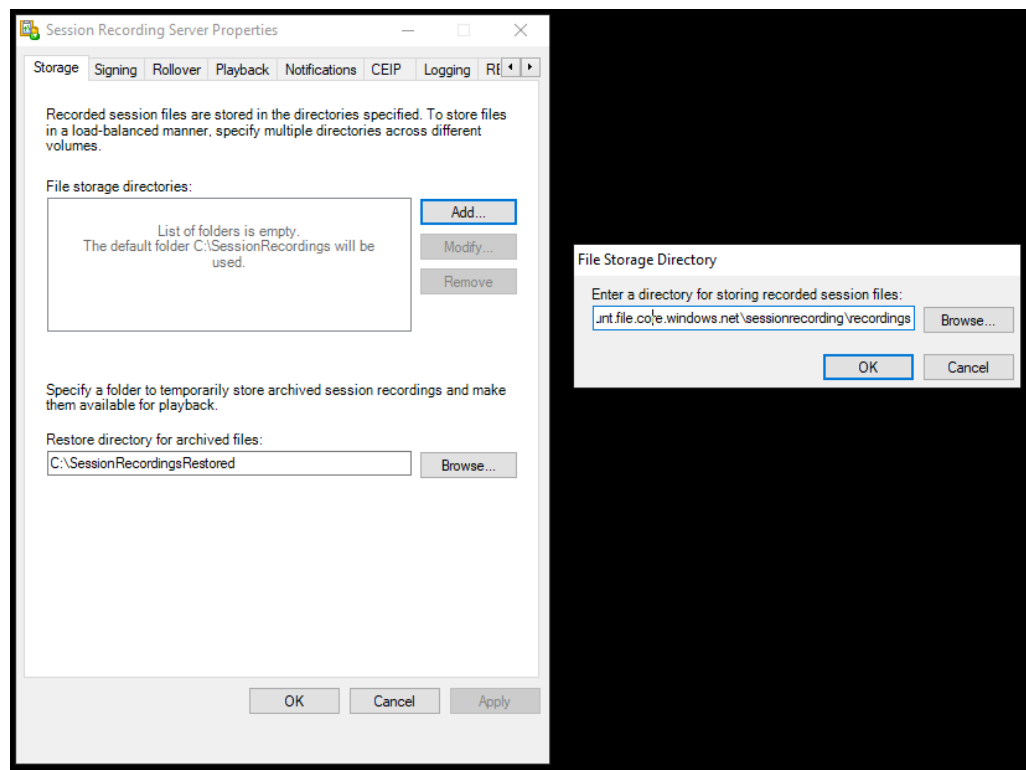 Session Recording Server Properties
Storage Signing Rollover Playback Notifications CEIP Logging
Recorded session files are stored in the directories specified. To store files
in a load-balanced manner, specify multiple directories across different
volumes.
File storage directories:
List of folders is empty.
The default folder C:\SessionRecordings will be
used.
Add...
Modify...
Remove
Specify a folder to temporarily store archived session recordings and make
them available for playback.
Restore directory for archived files:
C:\SessionRecordingsRestored
Browse...
OK Cancel Apply
File Storage Directory
Enter a directory for storing recorded session files:
unt.file.core.windows.net\sessionrecording\recordings
Browse...
OK Cancel